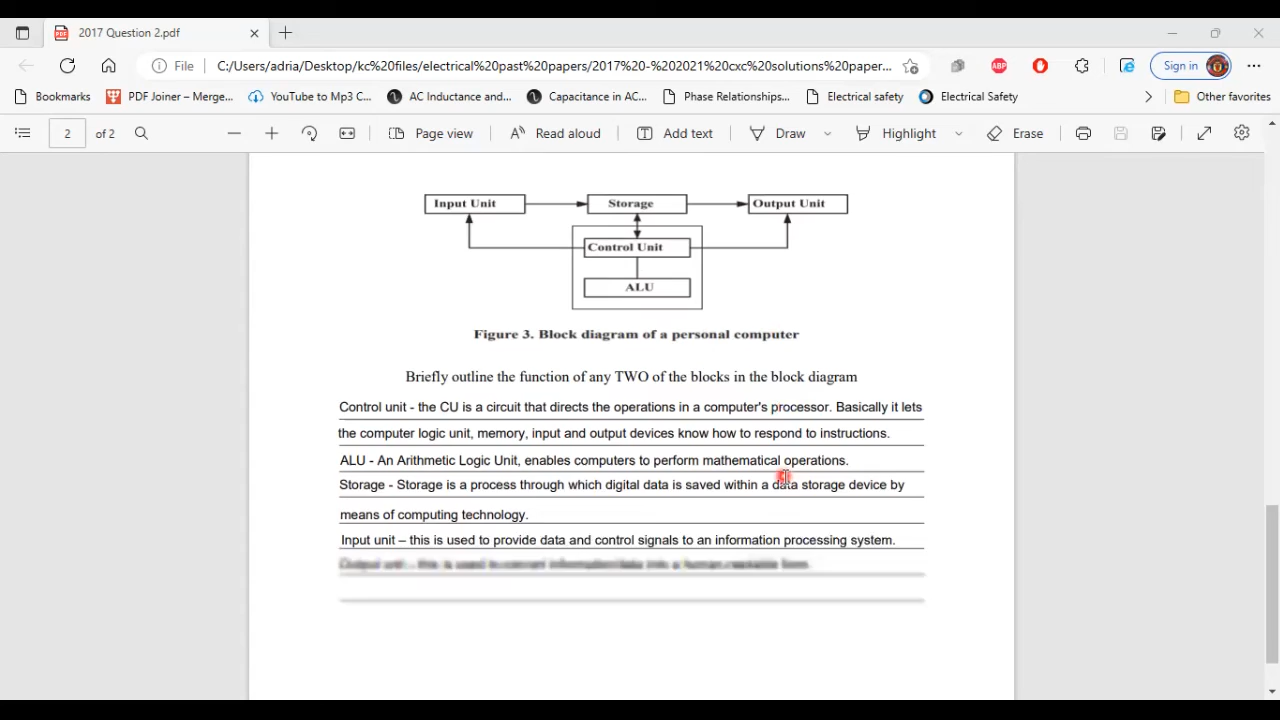 2017 Question 2.pdf
File
C:/Users/adria/Desktop/kc%20files/electrical%20past%20papers/2017%20-%202021%20cxc%20solutions%20paper...
Sign in
Bookmarks
PDF Joiner – Merge...
YouTube to Mp3 C...
AC Inductance and...
Capacitance in AC...
Phase Relationships...
Electrical safety
Electrical Safety
Other favorites
2 of 2
Page view
Read aloud
Add text
Draw
Highlight
Erase
Input Unit
Storage
Output Unit
Control Unit
ALU
Figure 3. Block diagram of a personal computer
Briefly outline the function of any TWO of the blocks in the block diagram
Control unit - the CU is a circuit that directs the operations in a computer's processor. Basically it lets
the computer logic unit, memory, input and output devices know how to respond to instructions.
ALU - An Arithmetic Logic Unit, enables computers to perform mathematical operations.
Storage - Storage is a process through which digital data is saved within a data storage device by
means of computing technology.
Input unit – this is used to provide data and control signals to an information processing system.